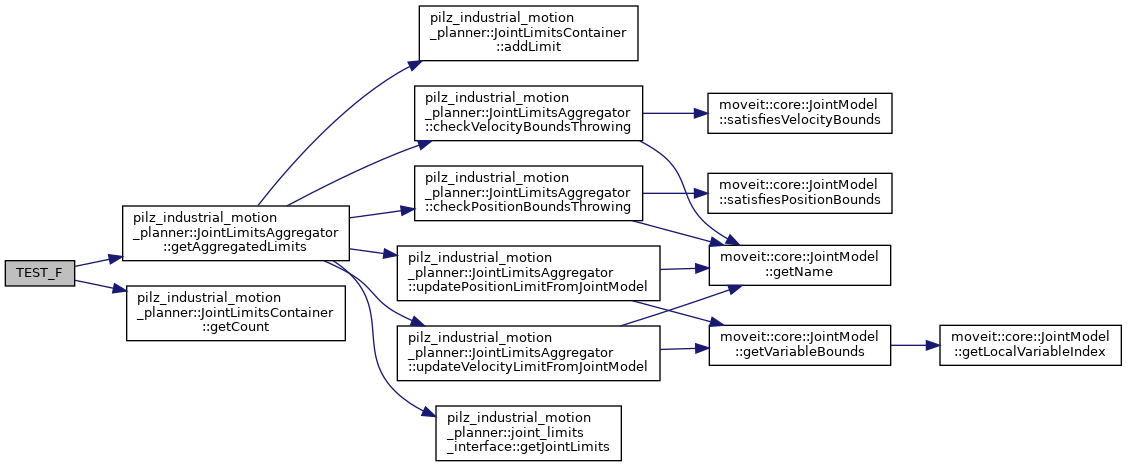 TEST_F
pilz_industrial_motion
_planner::JointLimitsAggregator
::getAggregatedLimits
pilz_industrial_motion
_planner::JointLimitsContainer
::getCount
pilz_industrial_motion
_planner::JointLimitsContainer
::addLimit
pilz_industrial_motion
_planner::JointLimitsAggregator
::checkVelocityBoundsThrowing
pilz_industrial_motion
_planner::JointLimitsAggregator
::checkPositionBoundsThrowing
pilz_industrial_motion
_planner::JointLimitsAggregator
::updatePositionLimitFromJointModel
pilz_industrial_motion
_planner::JointLimitsAggregator
::updateVelocityLimitFromJointModel
pilz_industrial_motion
_planner::joint_limits
_interface::getJointLimits
moveit::core::JointModel
::satisfiesVelocityBounds
moveit::core::JointModel
::satisfiesPositionBounds
moveit::core::JointModel
::getName
moveit::core::JointModel
::getVariableBounds
moveit::core::JointModel
::getLocalVariableIndex